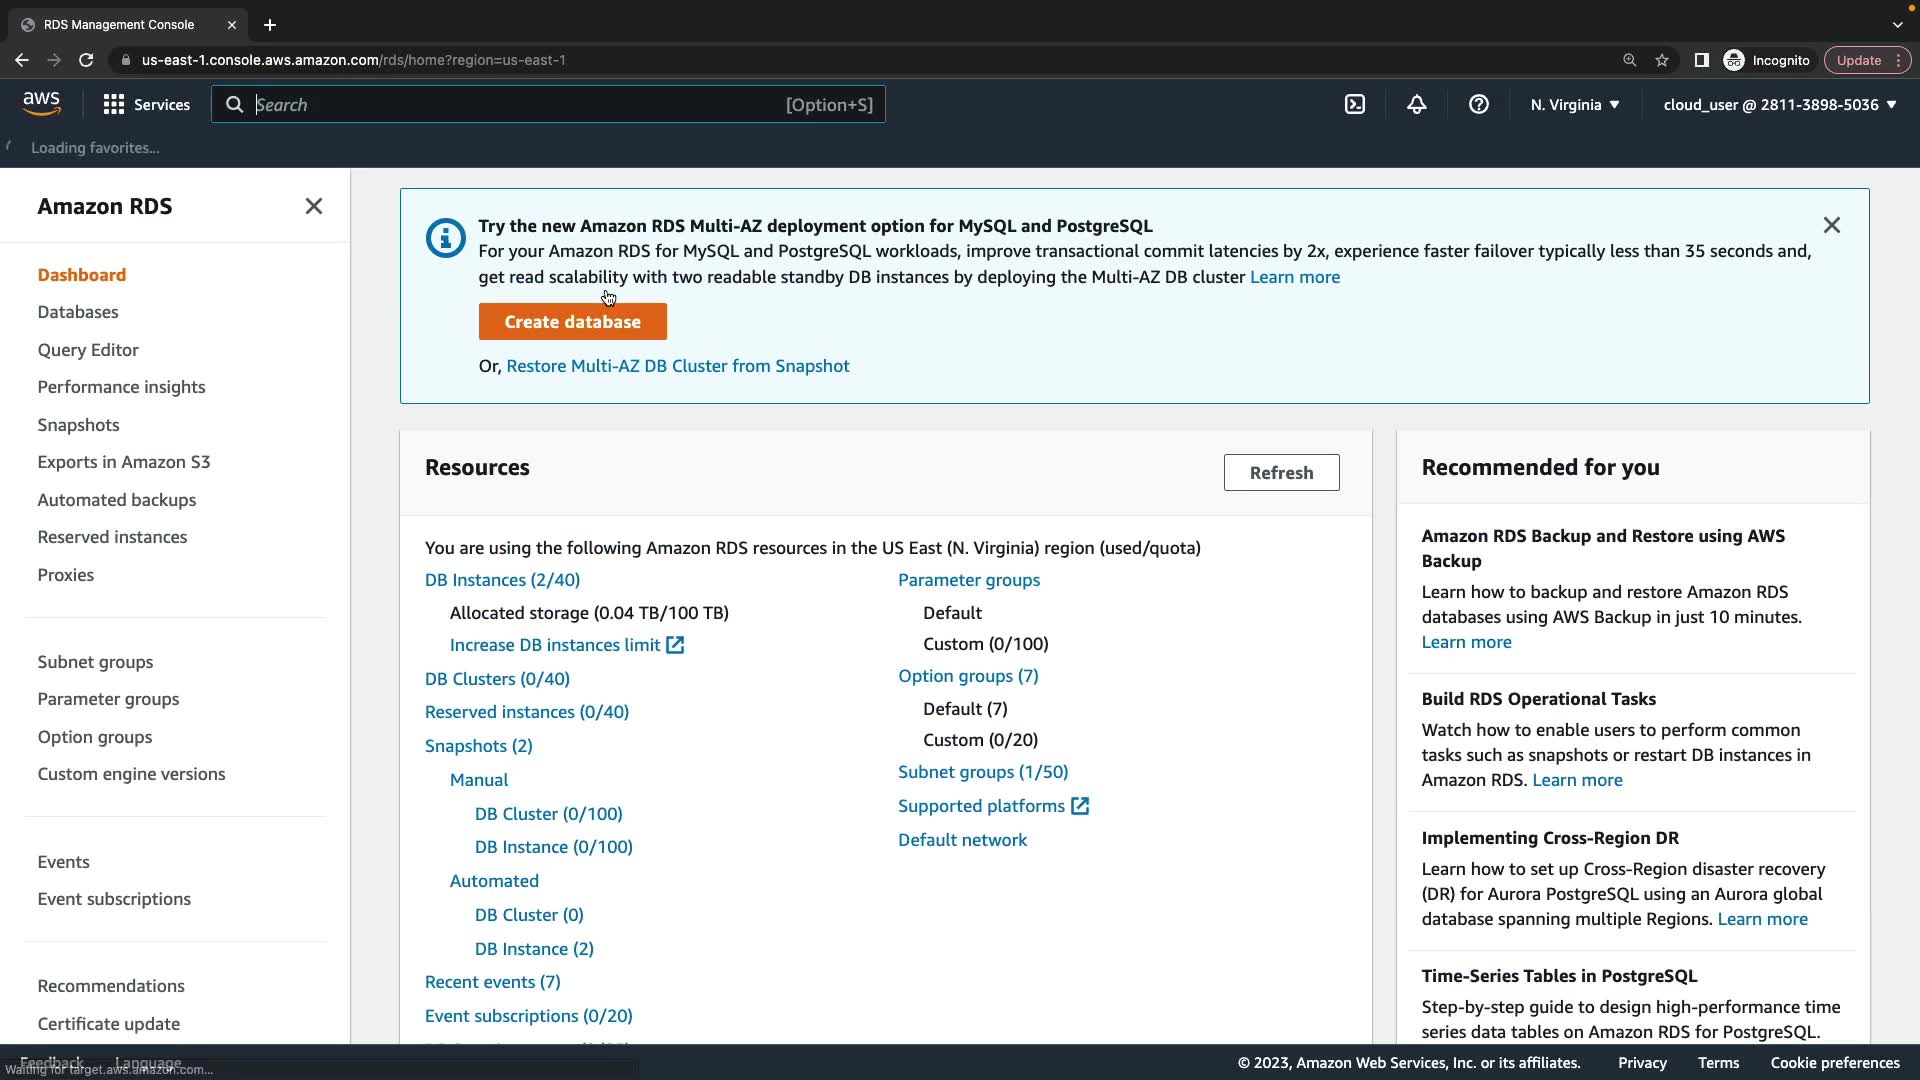 RDS Management Console
us-east-1.console.aws.amazon.com/rds/home?region=us-east-1
Incognito
Update
aws
Services
Search
[Option+S]
N. Virginia
cloud_user @ 2811-3898-5036
Loading favorites...
Amazon RDS
Dashboard
Databases
Query Editor
Performance insights
Snapshots
Exports in Amazon S3
Automated backups
Reserved instances
Proxies
Subnet groups
Parameter groups
Option groups
Custom engine versions
Events
Event subscriptions
Recommendations
Certificate update
Try the new Amazon RDS Multi-AZ deployment option for MySQL and PostgreSQL
For your Amazon RDS for MySQL and PostgreSQL workloads, improve transactional commit latencies by 2x, experience faster failover typically less than 35 seconds and,
get read scalability with two readable standby DB instances by deploying the Multi-AZ DB cluster Learn more
Create database
Or, Restore Multi-AZ DB Cluster from Snapshot
Resources
Refresh
You are using the following Amazon RDS resources in the US East (N. Virginia) region (used/quota)
DB Instances (2/40)
Allocated storage (0.04 TB/100 TB)
Increase DB instances limit
DB Clusters (0/40)
Reserved instances (0/40)
Snapshots (2)
Manual
DB Cluster (0/100)
DB Instance (0/100)
Automated
DB Cluster (0)
DB Instance (2)
Recent events (7)
Event subscriptions (0/20)
Parameter groups
Default
Custom (0/100)
Option groups (7)
Default (7)
Custom (0/20)
Subnet groups (1/50)
Supported platforms
Default network
Recommended for you
Amazon RDS Backup and Restore using AWS
Backup
Learn how to backup and restore Amazon RDS
databases using AWS Backup in just 10 minutes.
Learn more
Build RDS Operational Tasks
Watch how to enable users to perform common
tasks such as snapshots or restart DB instances in
Amazon RDS. Learn more
Implementing Cross-Region DR
Learn how to set up Cross-Region disaster recovery
(DR) for Aurora PostgreSQL using an Aurora global
database spanning multiple Regions. Learn more
Time-Series Tables in PostgreSQL
Step-by-step guide to design high-performance time
series data tables on Amazon RDS for PostgreSQL.
Feedback
Language
Waiting for target.aws.amazon.com...
© 2023, Amazon Web Services, Inc. or its affiliates.
Privacy
Terms
Cookie preferences